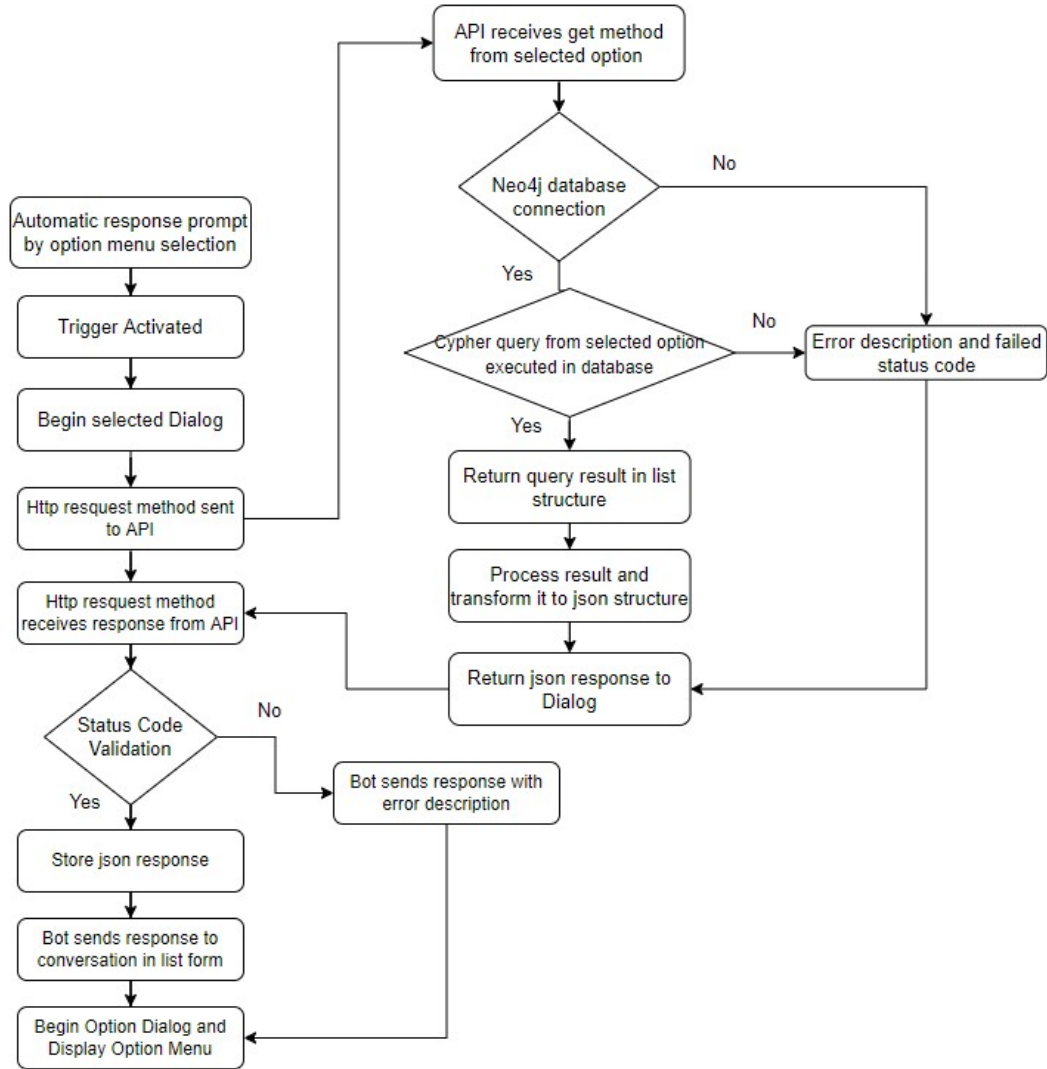 API receives get method
from selected option
No
Neo4j database
connection
Automatic response prompt
by option menu selection
Yes
Trigger Activated
No
Cypher query from selected option
executed in database
Error description and failed
status code
Begin selected Dialog
Yes
Return query result in list
structure
Http resquest method sent
to API
Process result and
transform it to json structure
Http resquest method
receives response from API
Return json response to
Dialog
No
Status Code
Validation
Bot sends response with
error description
Yes
Store json response
Bot sends response to
conversation in list form
Begin Option Dialog and
Display Option Menu